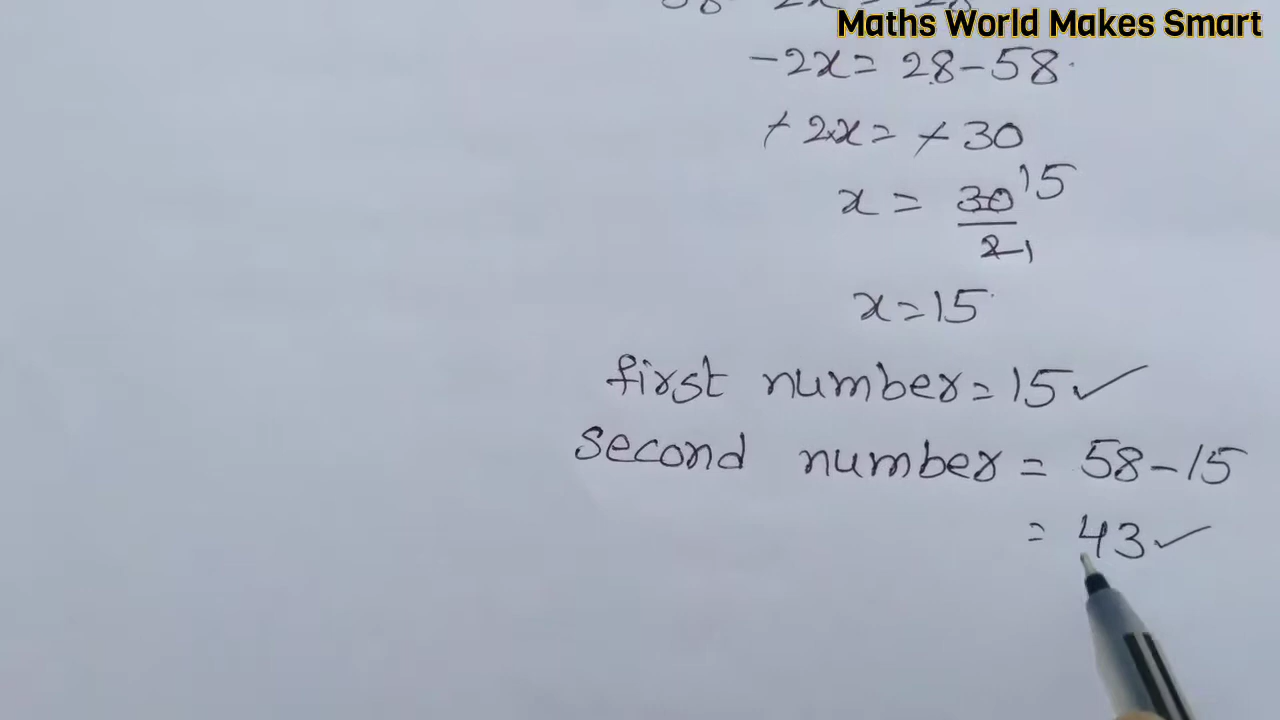 Maths World Makes Smart
-2x = 28-58
+ 2x = + 30
x = 30 15
2 1
x = 15
first number = 15 ✓
second number = 58-15
= 43 ✓